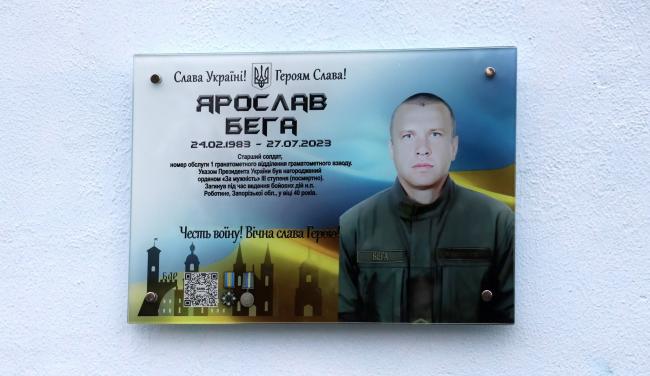 Слава Україні! Героям Слава!
ЯРОСЛАВ
БЕГА
24.02.1983 - 27.07.2023
Старший солдат,
номер обслуги 1 гранатометного відділення граматометного взводу.
Указом Президента України був нагороджений
орденом «За мужність» ІІІ ступеня (посмертно).
Загинув під час ведення бойових дій н.п.
Роботине, Запорізької обл., у віці 40 років.
Честь воїну! Вічна слава Герою!
БЕГА